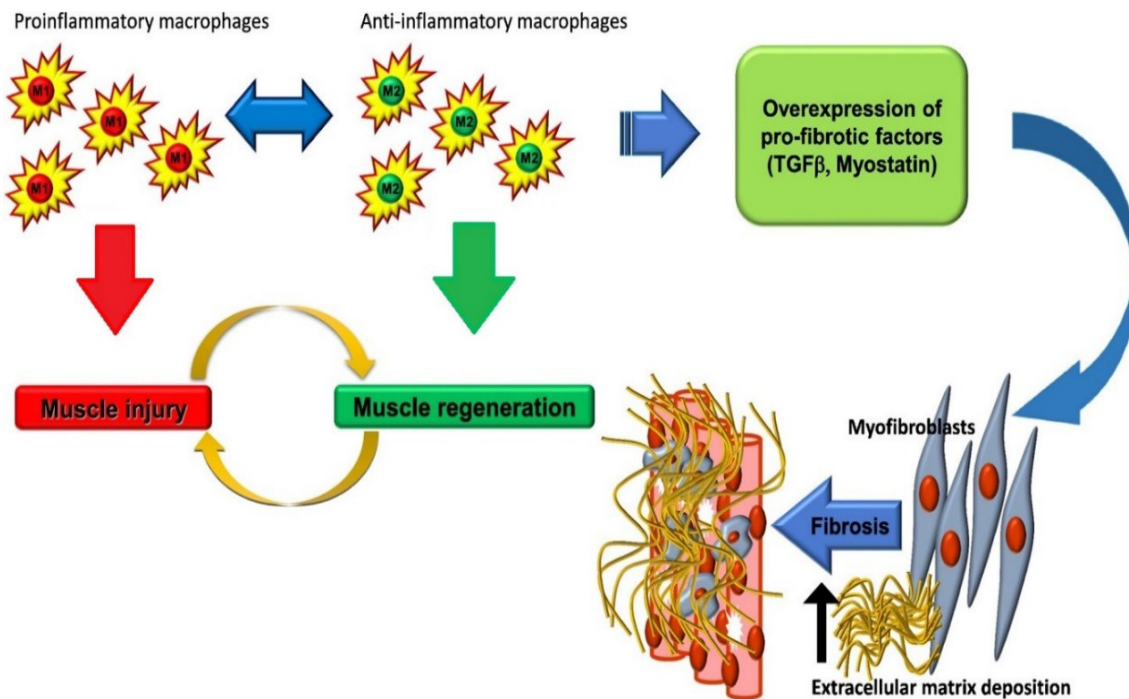 Proinflammatory macrophages
Anti-inflammatory macrophages
M1
M1
M1
M1
M2
M2
M2
M2
Overexpression of
pro-fibrotic factors
(TGFβ, Myostatin)
Muscle injury
Muscle regeneration
Myofibroblasts
Fibrosis
Extracellular matrix deposition